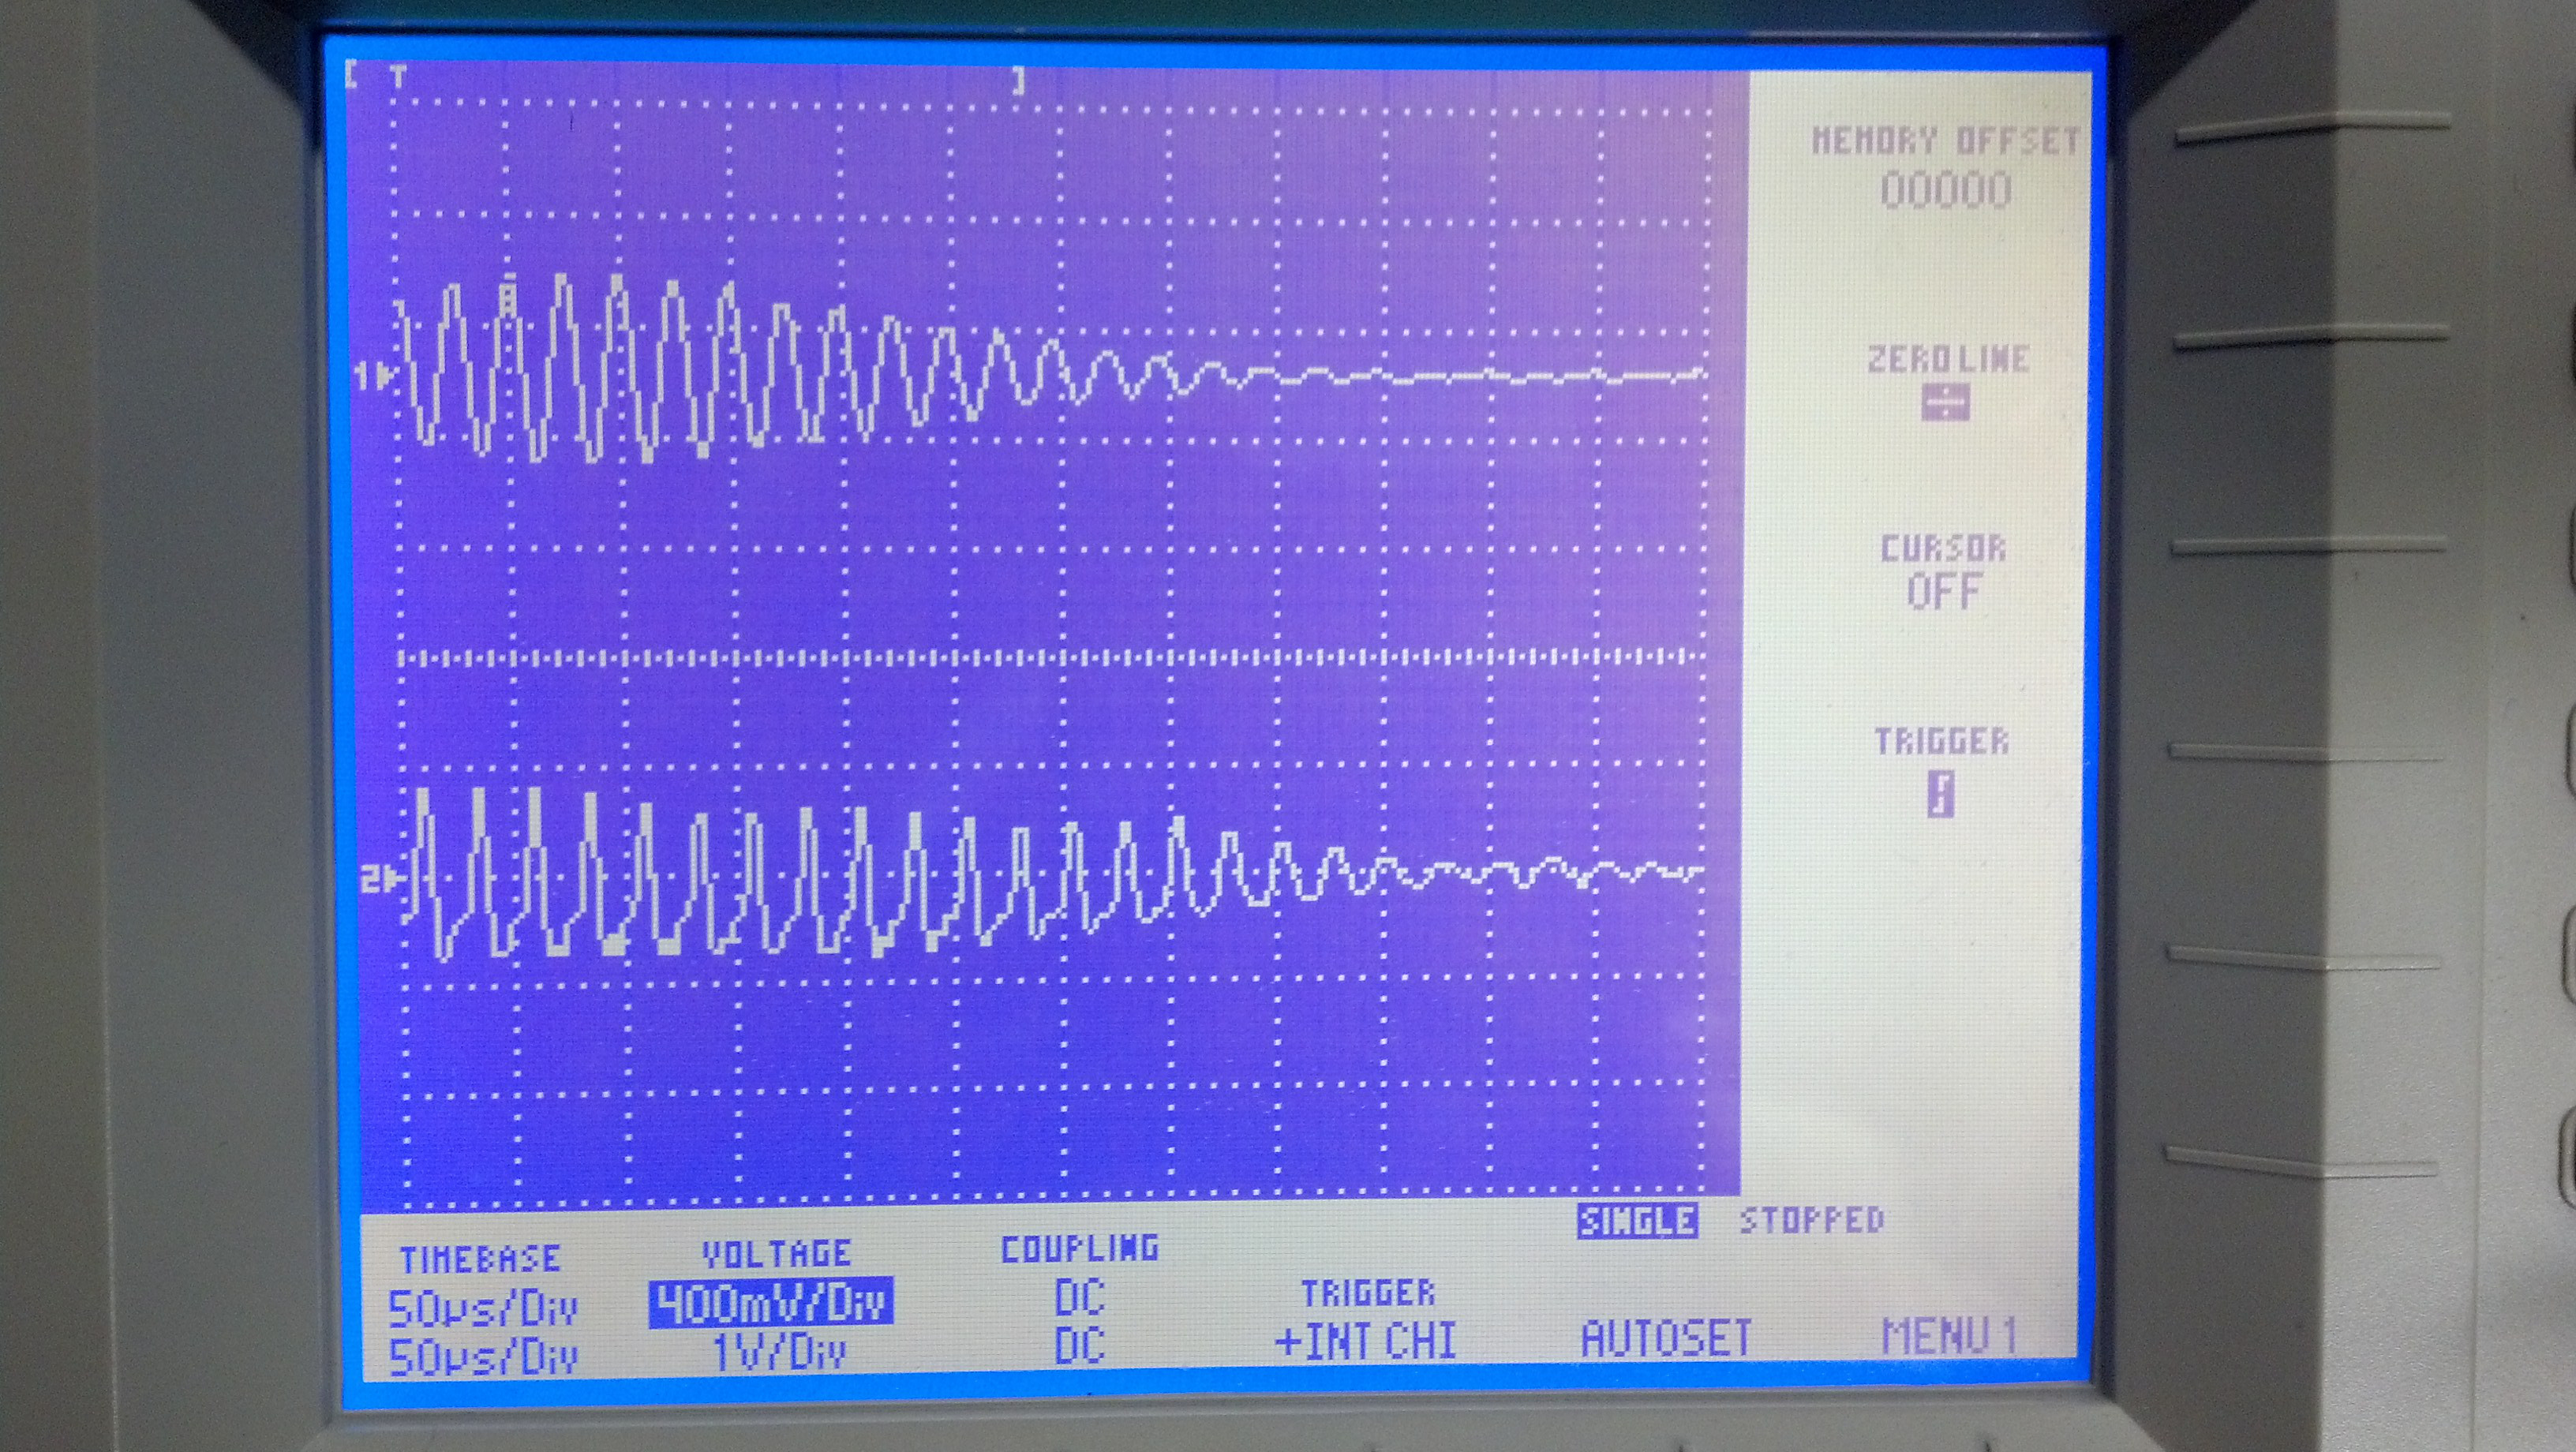 [ T ]
MEMORY OFFSET
00000
ZERO LINE
CURSOR
OFF
TRIGGER
1
2
SINGLE STOPPED
TIMEBASE VOLTAGE COUPLING
50µs/Div 400mV/Div DC TRIGGER
50µs/Div 1V/Div DC +INT CHI AUTOSET MENU 1